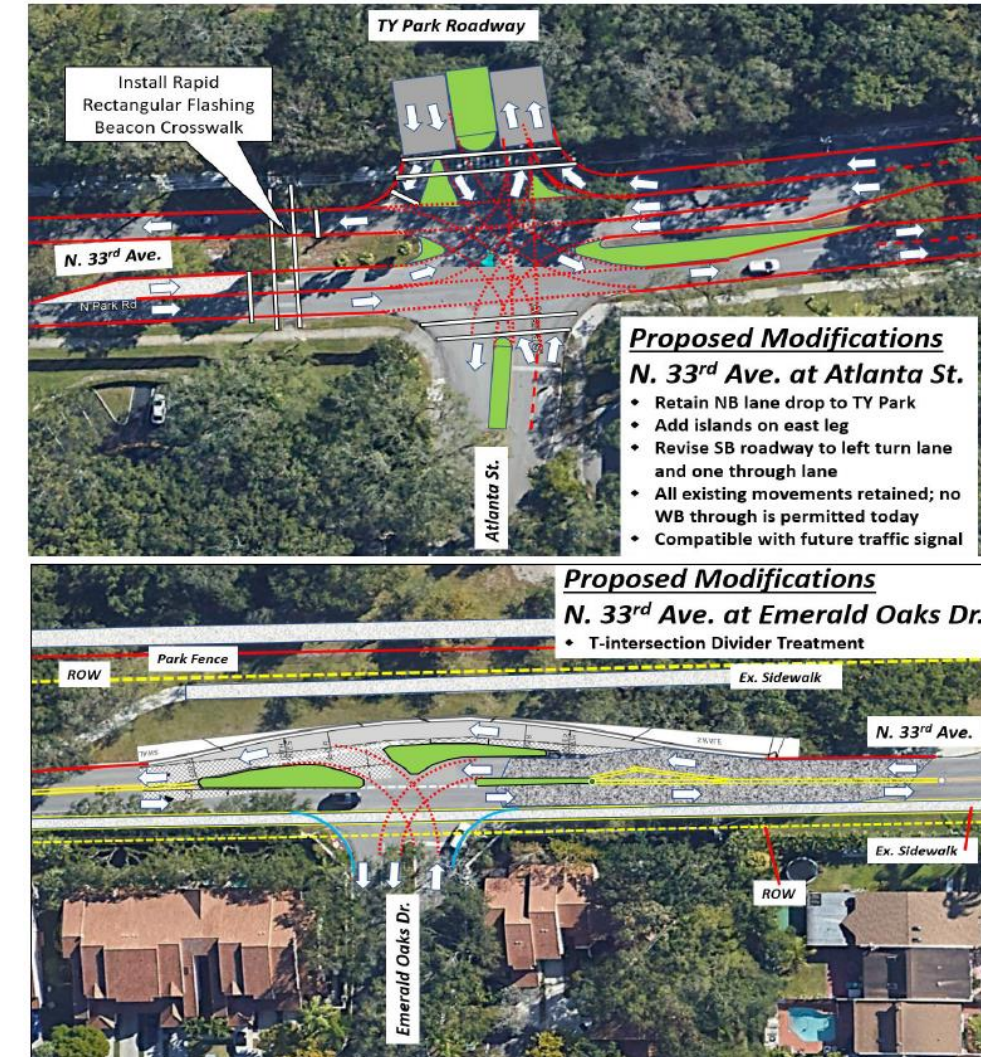 TY Park Roadway
Install Rapid
Rectangular Flashing
Beacon Crosswalk
N. 33rd Ave.
N Park Rd
Atlanta St.
Proposed Modifications
N. 33rd Ave. at Atlanta St.
• Retain NB lane drop to TY Park
• Add islands on east leg
• Revise SB roadway to left turn lane
and one through lane
• All existing movements retained; no
WB through is permitted today
• Compatible with future traffic signal
Proposed Modifications
N. 33rd Ave. at Emerald Oaks Dr.
• T-intersection Divider Treatment
Park Fence
ROW
Ex. Sidewalk
N. 33rd Ave.
Ex. Sidewalk
ROW
Emerald Oaks Dr.